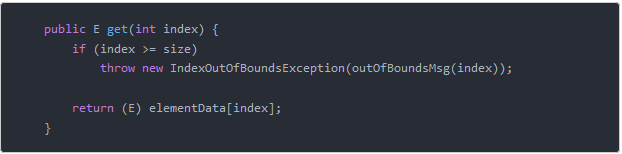 public E get(int index) {
    if (index >= size)
        throw new IndexOutOfBoundsException(outOfBoundsMsg(index));

    return (E) elementData[index];
}